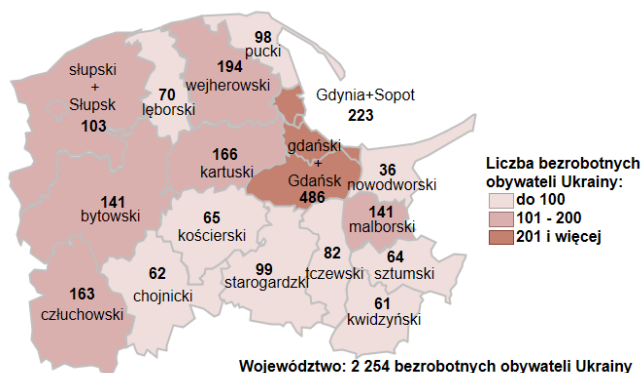 98
pucki
słupski
+
Słupsk
103
70
lęborski
194
wejherowski
Gdynia+Sopot
223
166
kartuski
gdański
+
Gdańsk
486
36
nowodworski
141
bytowski
65
kościerski
141
malborski
163
człuchowski
62
chojnicki
99
starogardzki
82
tczewski
64
sztumski
61
kwidzyński
Liczba bezrobotnych
obywateli Ukrainy:
do 100
101 - 200
201 i więcej
Województwo: 2 254 bezrobotnych obywateli Ukrainy